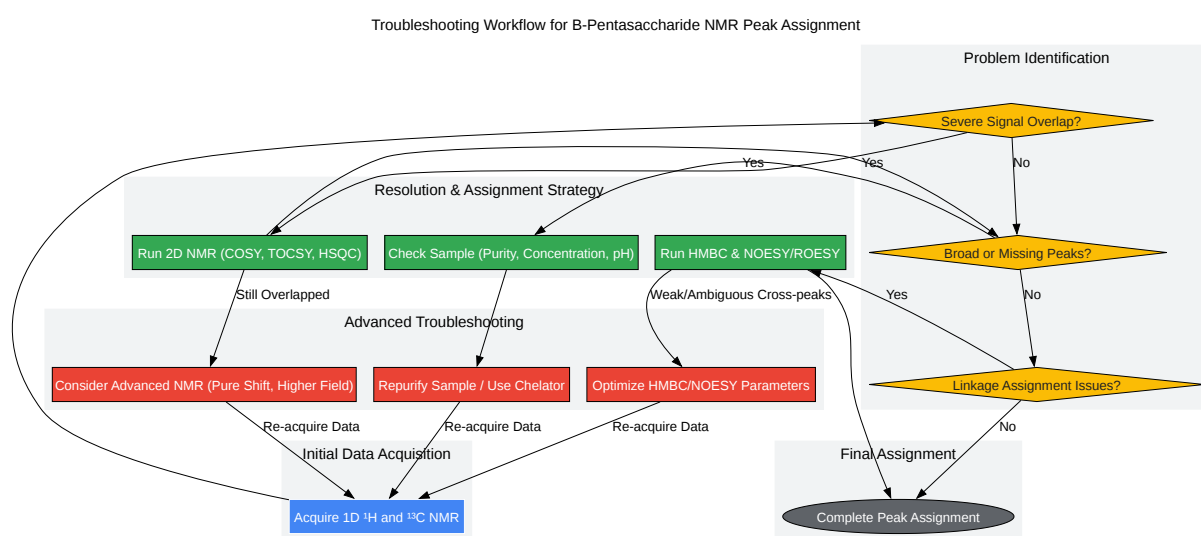 Troubleshooting Workflow for B-Pentasaccharide NMR Peak Assignment
Problem Identification
Severe Signal Overlap?
Yes
Yes
No
Resolution & Assignment Strategy
Run 2D NMR (COSY, TOCSY, HSQC)
Check Sample (Purity, Concentration, pH)
Run HMBC & NOESY/ROESY
Broad or Missing Peaks?
Still Overlapped
Weak/Ambiguous Cross-peaks
Yes
No
Advanced Troubleshooting
Consider Advanced NMR (Pure Shift, Higher Field)
Repurify Sample / Use Chelator
Optimize HMBC/NOESY Parameters
Linkage Assignment Issues?
Re-acquire Data
Re-acquire Data
Re-acquire Data
No
Initial Data Acquisition
Final Assignment
Acquire 1D ¹H and ¹³C NMR
Complete Peak Assignment